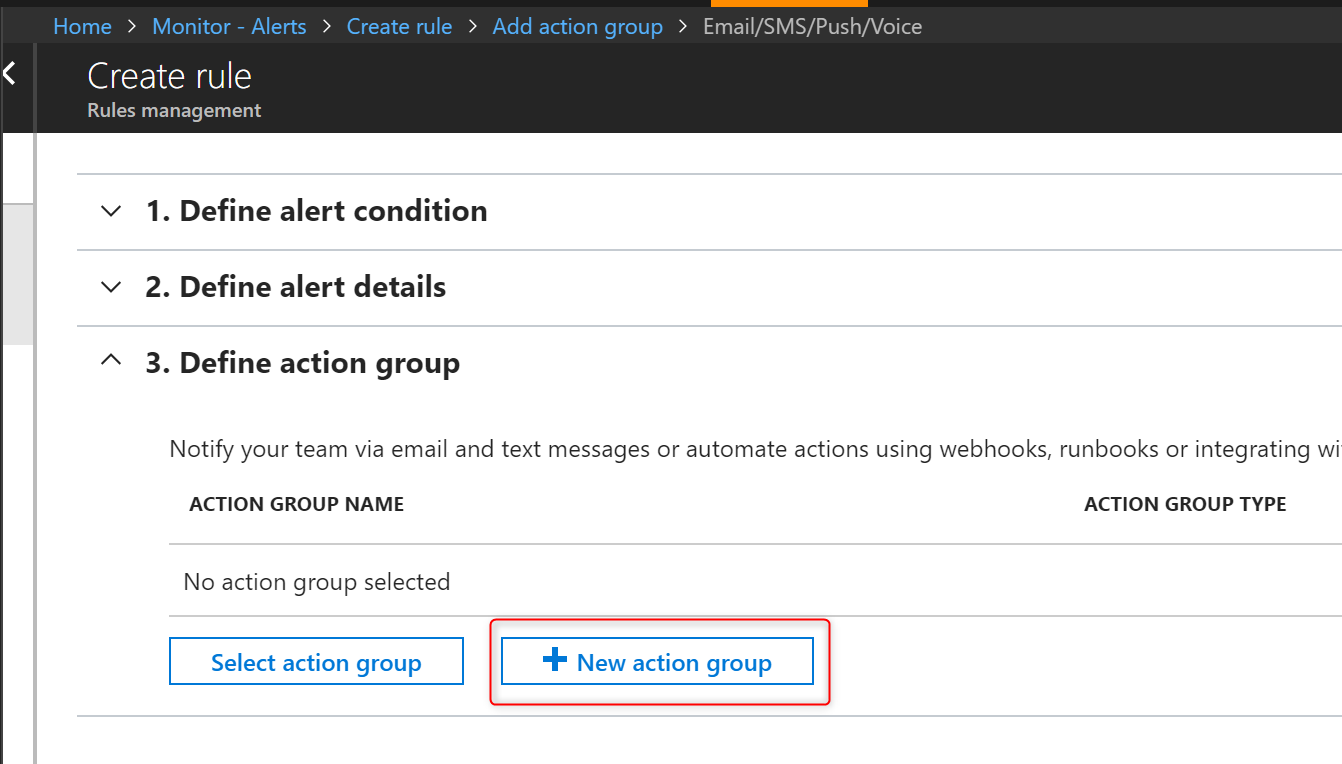 Home > Monitor - Alerts > Create rule > Add action group > Email/SMS/Push/Voice
Create rule
Rules management
1. Define alert condition
2. Define alert details
3. Define action group
Notify your team via email and text messages or automate actions using webhooks, runbooks or integrating
ACTION GROUP NAME ACTION GROUP TYPE
No action group selected
Select action group + New action group